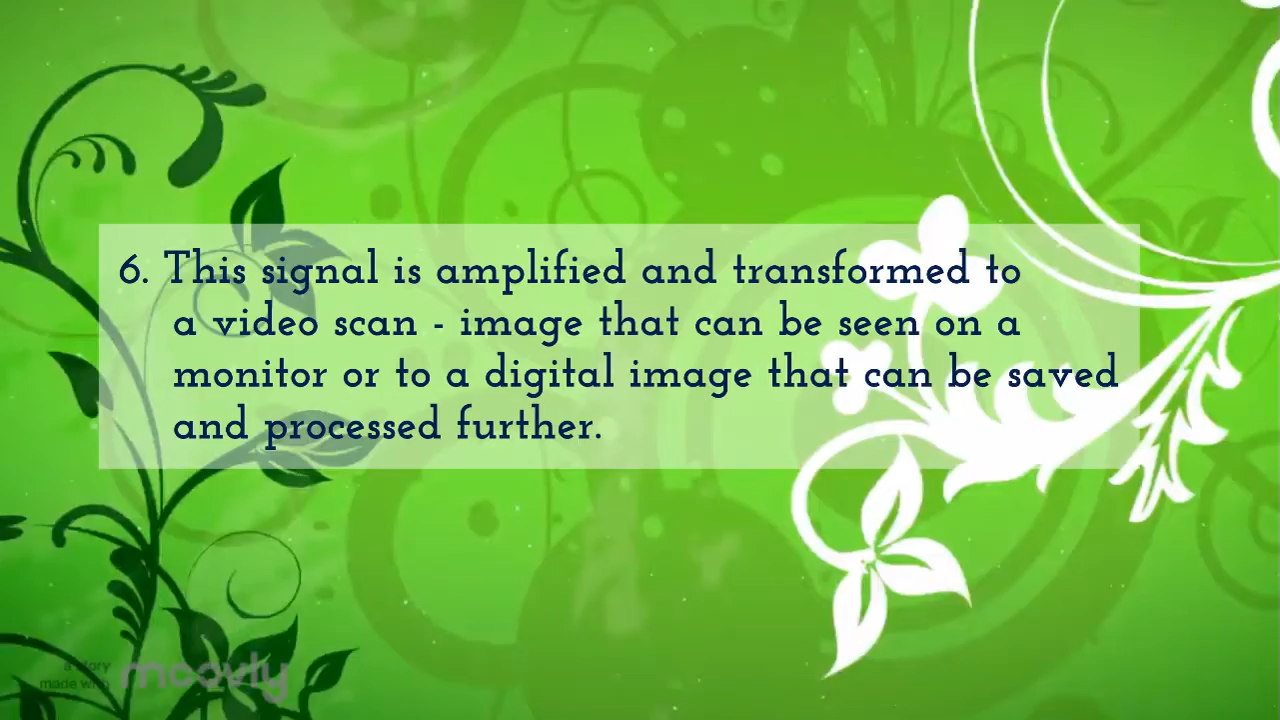 6. This signal is amplified and transformed to
a video scan - image that can be seen on a
monitor or to a digital image that can be saved
and processed further.
a story
made with moovly